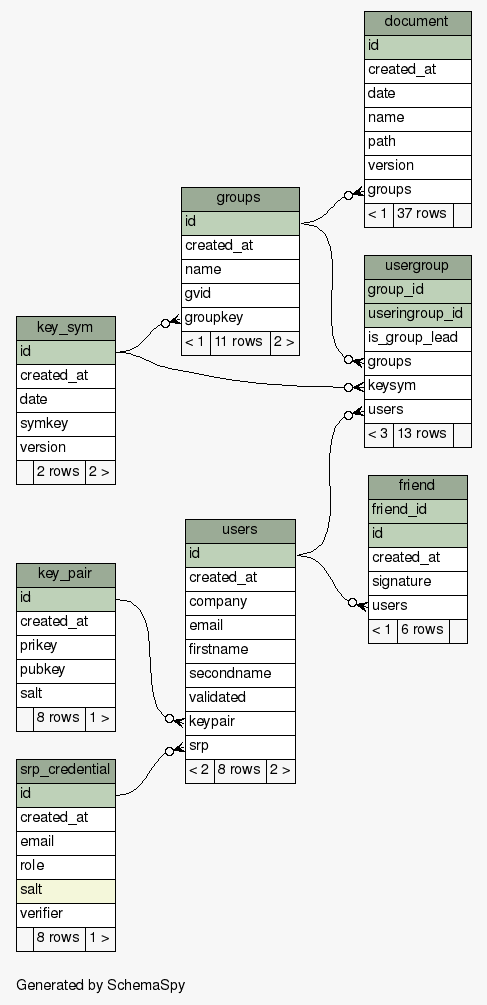 document
id
created_at
date
name
path
version
groups
< 1 37 rows
groups
id
created_at
name
gvid
groupkey
< 1 11 rows 2 >
usergroup
group_id
useringroup_id
is_group_lead
groups
keysym
users
< 3 13 rows
key_sym
id
created_at
date
symkey
version
2 rows 2 >
friend
friend_id
id
created_at
signature
users
< 1 6 rows
users
id
created_at
company
email
firstname
secondname
validated
keypair
srp
< 2 8 rows 2 >
key_pair
id
created_at
prikey
pubkey
salt
8 rows 1 >
srp_credential
id
created_at
email
role
salt
verifier
8 rows 1 >
Generated by SchemaSpy